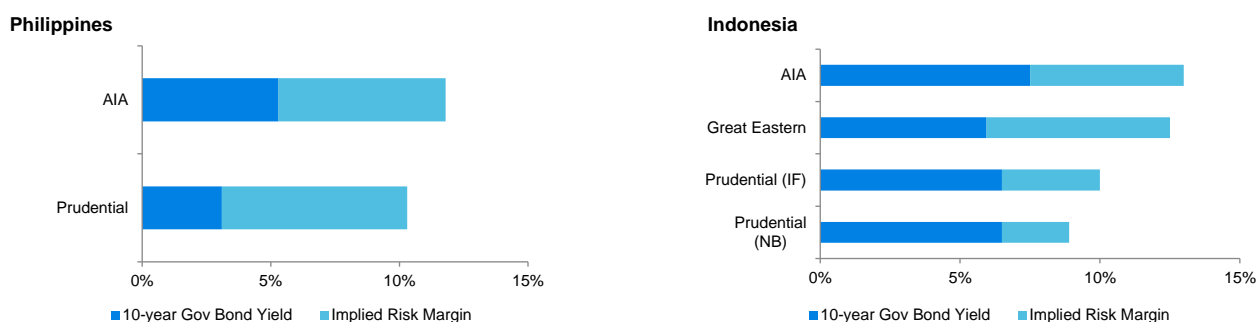 Philippines
AIA
Prudential
0% 5% 10% 15%
10-year Gov Bond Yield Implied Risk Margin
Indonesia
AIA
Great Eastern
Prudential (IF)
Prudential
(NB)
0% 5% 10% 15%
10-year Gov Bond Yield Implied Risk Margin